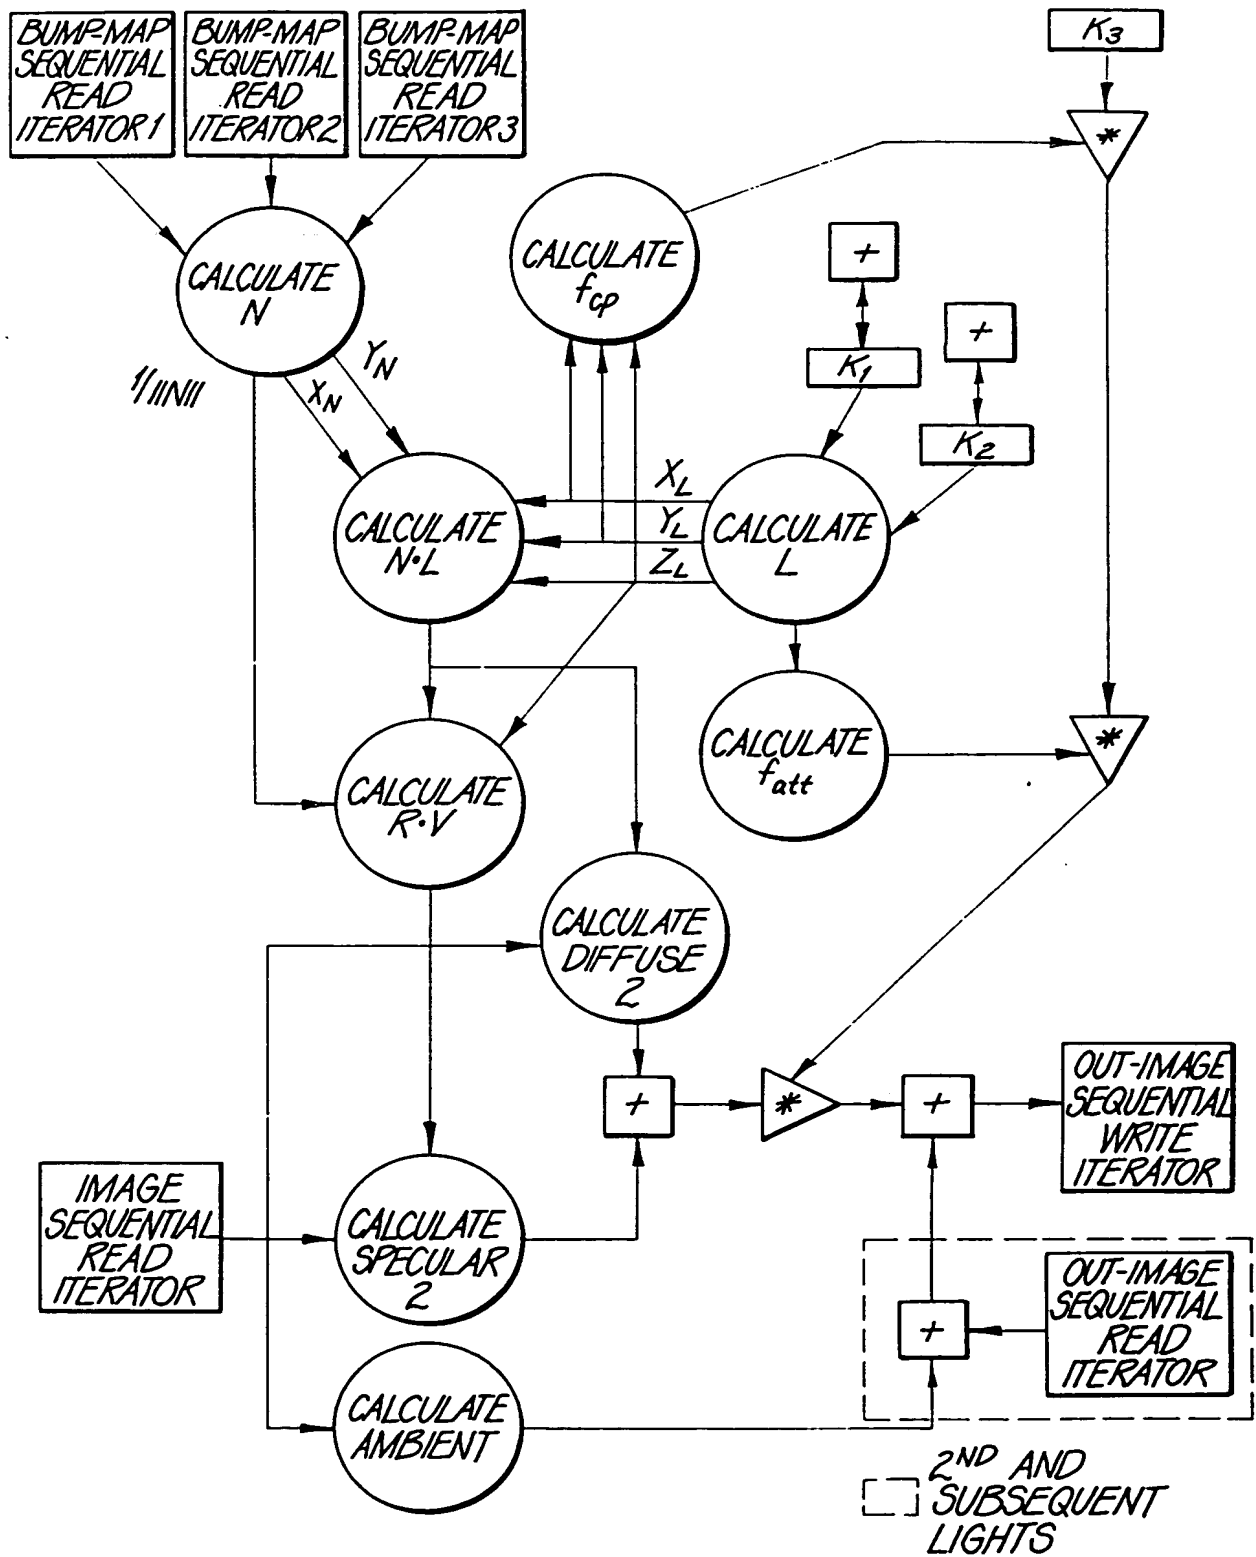 BUMP-MAP
SEQUENTIAL
READ
ITERATOR 1
BUMP-MAP
SEQUENTIAL
READ
ITERATOR 2
BUMP-MAP
SEQUENTIAL
READ
ITERATOR 3
K3
*
CALCULATE
N
CALCULATE
fcp
+
+
K1
K2
1/||N||
XN
YN
CALCULATE
N•L
XL
YL
ZL
CALCULATE
L
CALCULATE
R•V
CALCULATE
fatt
*
CALCULATE
DIFFUSE
2
+
*
+
OUT-IMAGE
SEQUENTIAL
WRITE
ITERATOR
IMAGE
SEQUENTIAL
READ
ITERATOR
CALCULATE
SPECULAR
2
+
OUT-IMAGE
SEQUENTIAL
READ
ITERATOR
CALCULATE
AMBIENT
2ND AND
SUBSEQUENT
LIGHTS